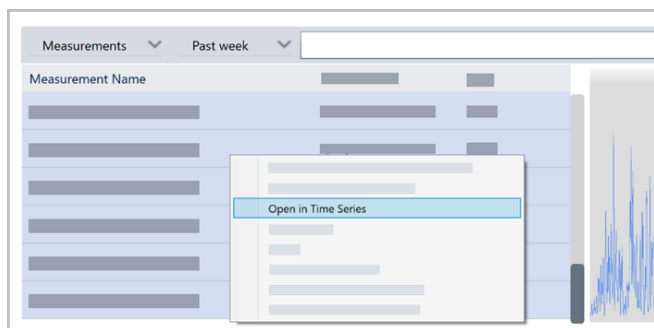 Measurements
Past week
Measurement Name
Open in Time Series